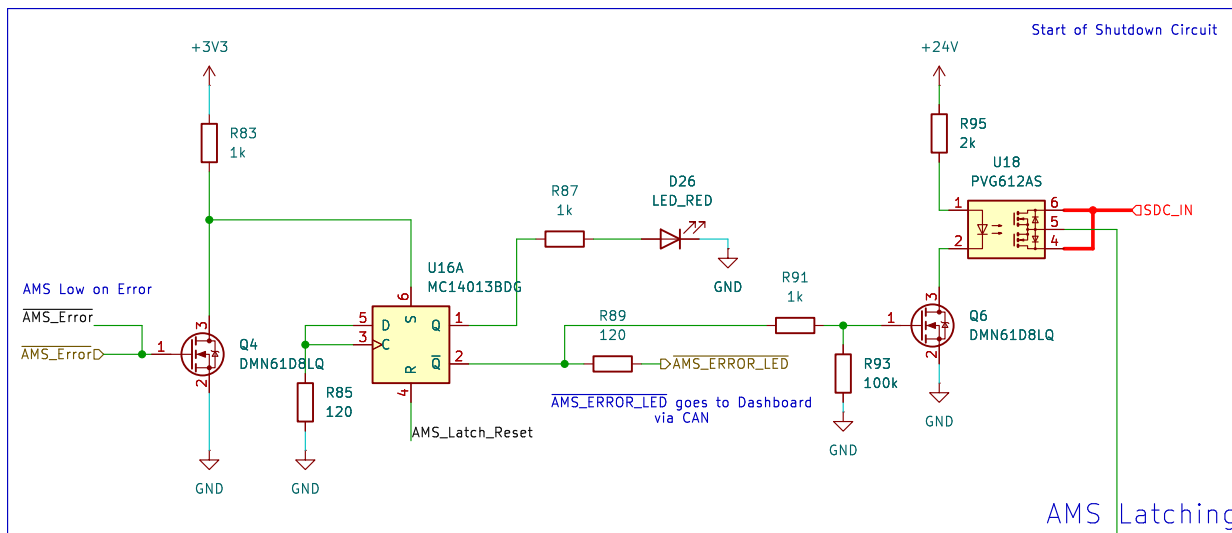 Start of Shutdown Circuit
+3V3
+24V
R83
1k
R95
2k
U18
PVG612AS
1
2
6
5
4
SDC_IN
R87
1k
D26
LED_RED
GND
AMS Low on Error
AMS_Error
AMS_Error
1
3
2
Q4
DMN61D8LQ
U16A
MC14013BDG
6
5
D
S
Q
1
3
C
R
Q
2
4
R85
120
AMS_Latch_Reset
R89
120
AMS_ERROR_LED
AMS_ERROR_LED goes to Dashboard
via CAN
R91
1k
R93
100k
1
3
2
Q6
DMN61D8LQ
GND
GND
GND
GND
AMS Latching